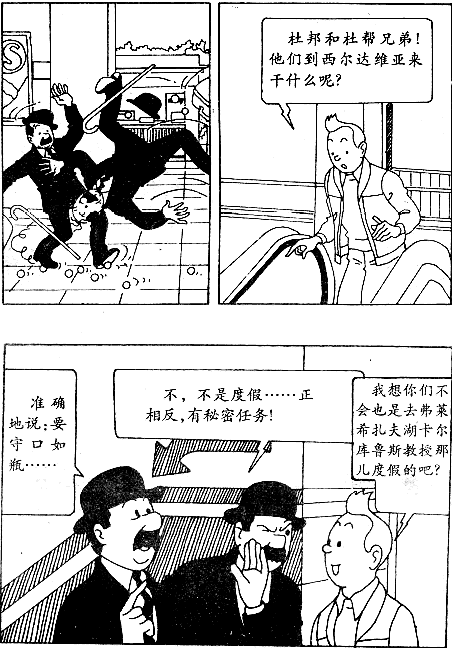 杜邦和杜帮兄弟！
他们到西尔达维亚来
干什么呢？
我想你们不
会也是去弗莱
希扎夫湖卡尔
库鲁斯教授那
儿度假的吧？
不，不是度假……正
相反，有秘密任务！
准确
地说：要
守口如
瓶……